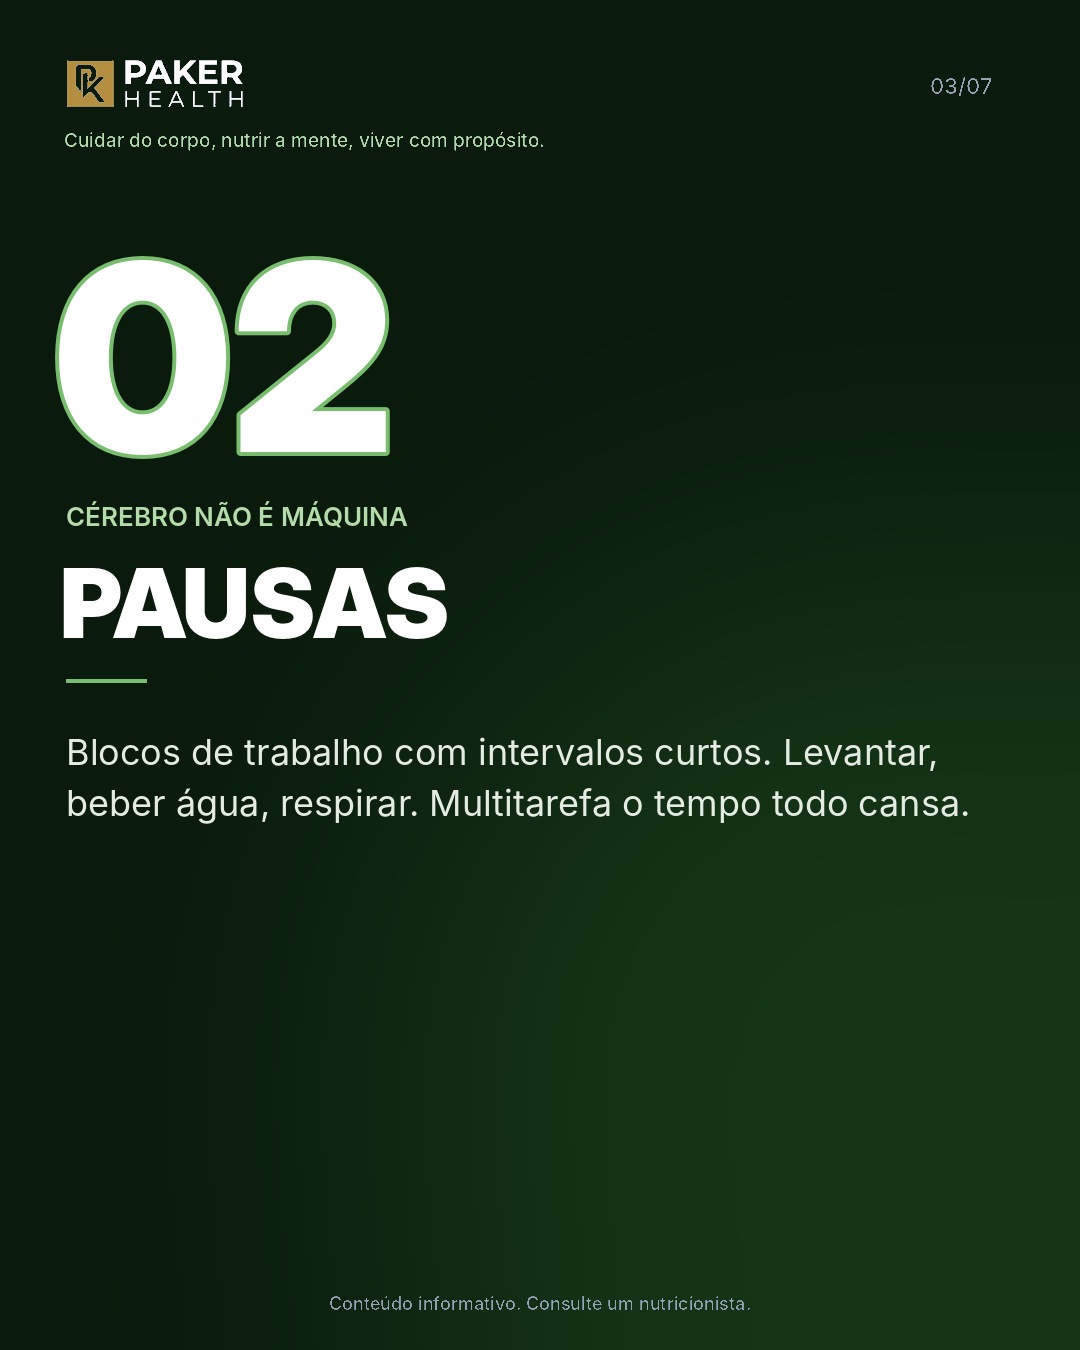 PAKER
HEALTH
03/07
Cuidar do corpo, nutrir a mente, viver com propósito.
02
CÉREBRO NÃO É MÁQUINA
PAUSAS
Blocos de trabalho com intervalos curtos. Levantar,
beber água, respirar. Multitarefa o tempo todo cansa.
Conteúdo informativo. Consulte um nutricionista.